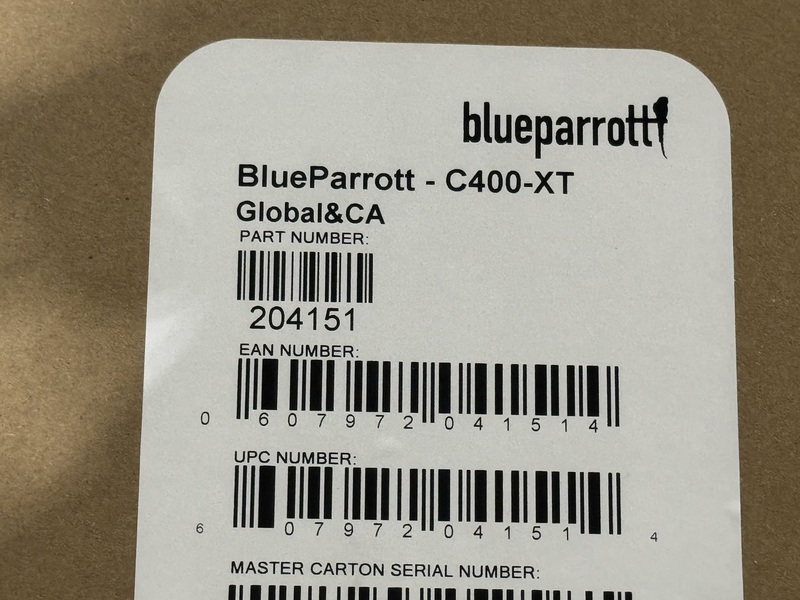 blueparrott
BlueParrott - C400-XT
Global&CA
PART NUMBER:
204151
EAN NUMBER:
0 607972 041514
UPC NUMBER:
6 07972 04151 4
MASTER CARTON SERIAL NUMBER: